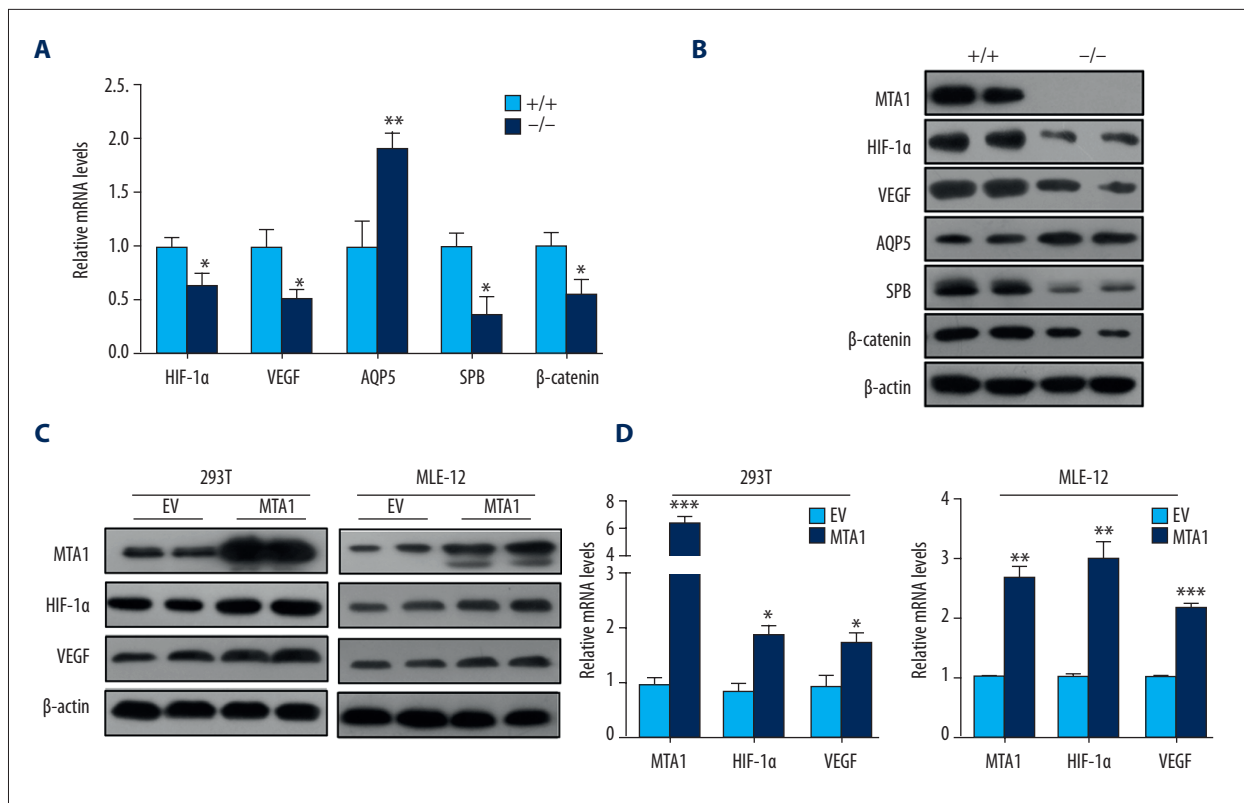 A
2.5.
2.0
1.5
1.0
0.5
0.0
Relative mRNA levels
+/+
−/−
*
*
**
*
*
HIF-1α VEGF AQP5 SPB β-catenin
B
+/+ −/−
MTA1
HIF-1α
VEGF
AQP5
SPB
β-catenin
β-actin
C
293T MLE-12
EV MTA1 EV MTA1
MTA1
HIF-1α
VEGF
β-actin
D
293T
8
6
4
2
1
0
Relative mRNA levels
EV
MTA1
***
*
*
MTA1 HIF-1α VEGF
MLE-12
4
3
2
1
0
Relative mRNA levels
EV
MTA1
**
**
***
MTA1 HIF-1α VEGF